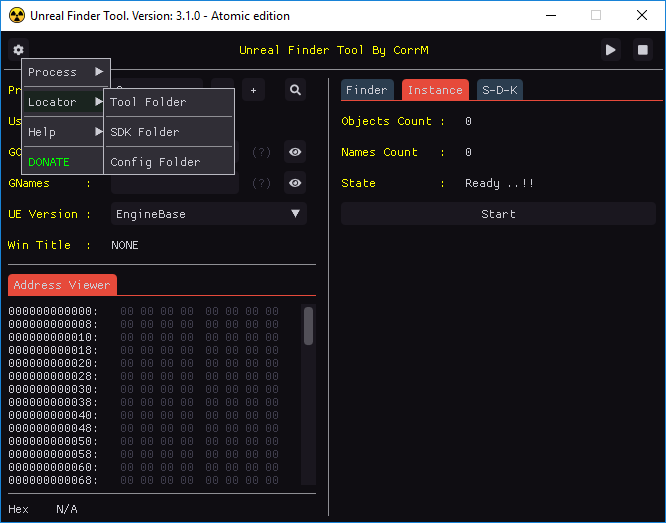 Unreal Finder Tool. Version: 3.1.0 - Atomic edition
Unreal Finder Tool By CorrM
Process
Locator
Help
DONATE
Tool Folder
SDK Folder
Config Folder
+
(?)
GNames :
(?)
UE Version : EngineBase
Win Title : NONE
Address Viewer
000000000000: 00 00 00 00 00 00 00 00
000000000008: 00 00 00 00 00 00 00 00
000000000010: 00 00 00 00 00 00 00 00
000000000018: 00 00 00 00 00 00 00 00
000000000020: 00 00 00 00 00 00 00 00
000000000028: 00 00 00 00 00 00 00 00
000000000030: 00 00 00 00 00 00 00 00
000000000038: 00 00 00 00 00 00 00 00
000000000040: 00 00 00 00 00 00 00 00
000000000048: 00 00 00 00 00 00 00 00
000000000050: 00 00 00 00 00 00 00 00
000000000058: 00 00 00 00 00 00 00 00
000000000060: 00 00 00 00 00 00 00 00
000000000068: 00 00 00 00 00 00 00 00
Hex N/A
Finder Instance S-D-K
Objects Count : 0
Names Count : 0
State : Ready ..!!
Start